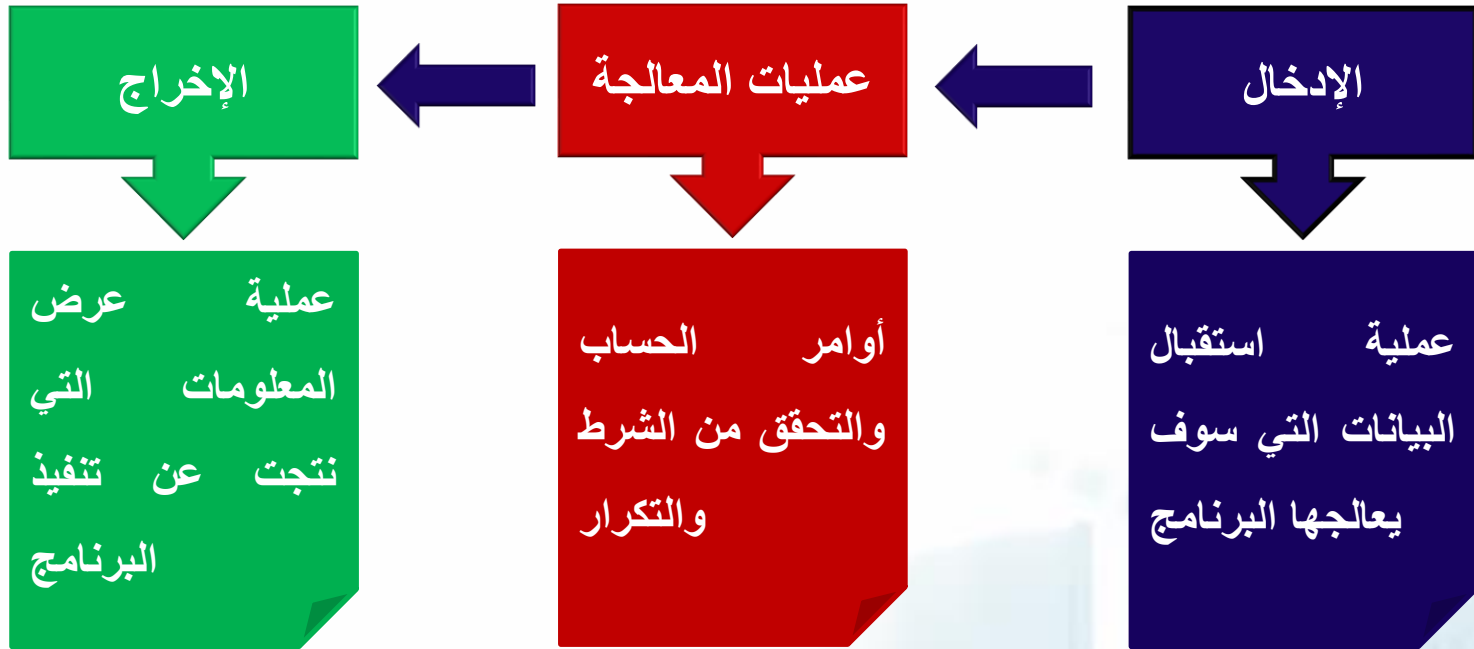 الإدخال
عمليات المعالجة
الإخراج
عملية استقبال
البيانات التي سوف
يعالجها البرنامج
أوامر الحساب
والتحقق من الشرط
والتكرار
عملية عرض
المعلومات التي
نتجت عن تنفيذ
البرنامج